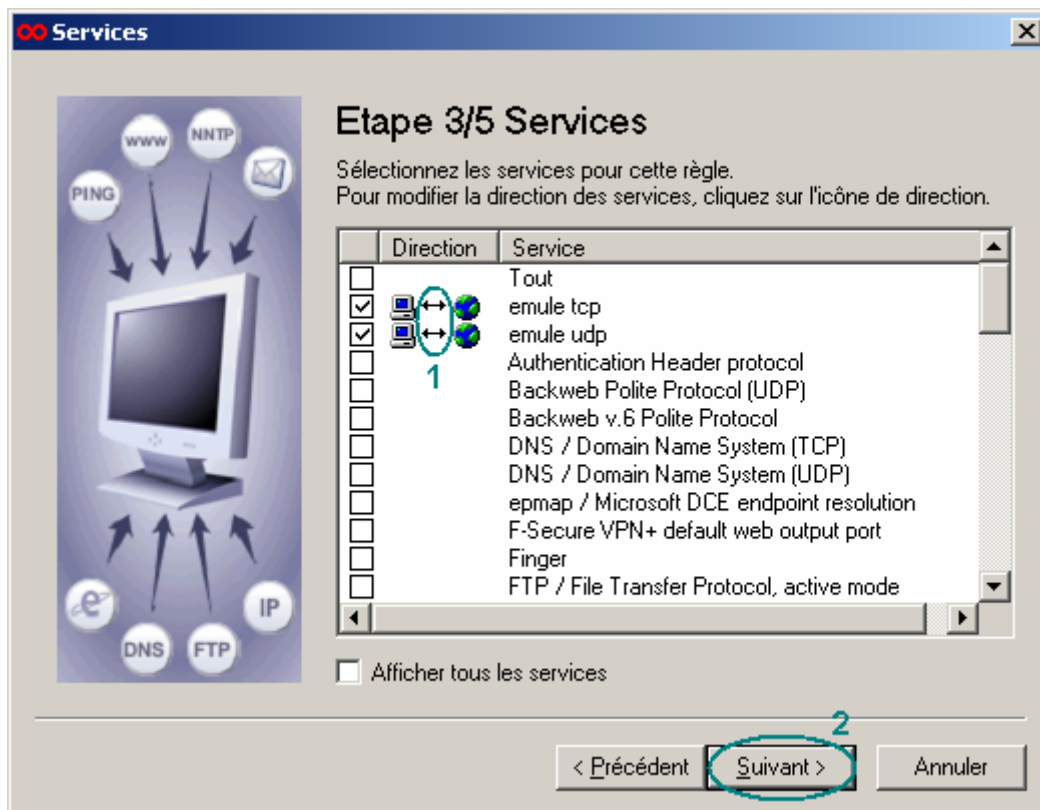 Services
Etape 3/5 Services
Sélectionnez les services pour cette règle.
Pour modifier la direction des services, cliquez sur l'icône de direction.
www
NNTP
PING
Direction Service
Tout
emule tcp
emule udp
1
Authentication Header protocol
Backweb Polite Protocol (UDP)
Backweb v.6 Polite Protocol
DNS / Domain Name System (TCP)
DNS / Domain Name System (UDP)
epmap / Microsoft DCE endpoint resolution
F-Secure VPN+ default web output port
Finger
FTP / File Transfer Protocol, active mode
e
IP
DNS
FTP
Afficher tous les services
2
< Précédent
Suivant >
Annuler